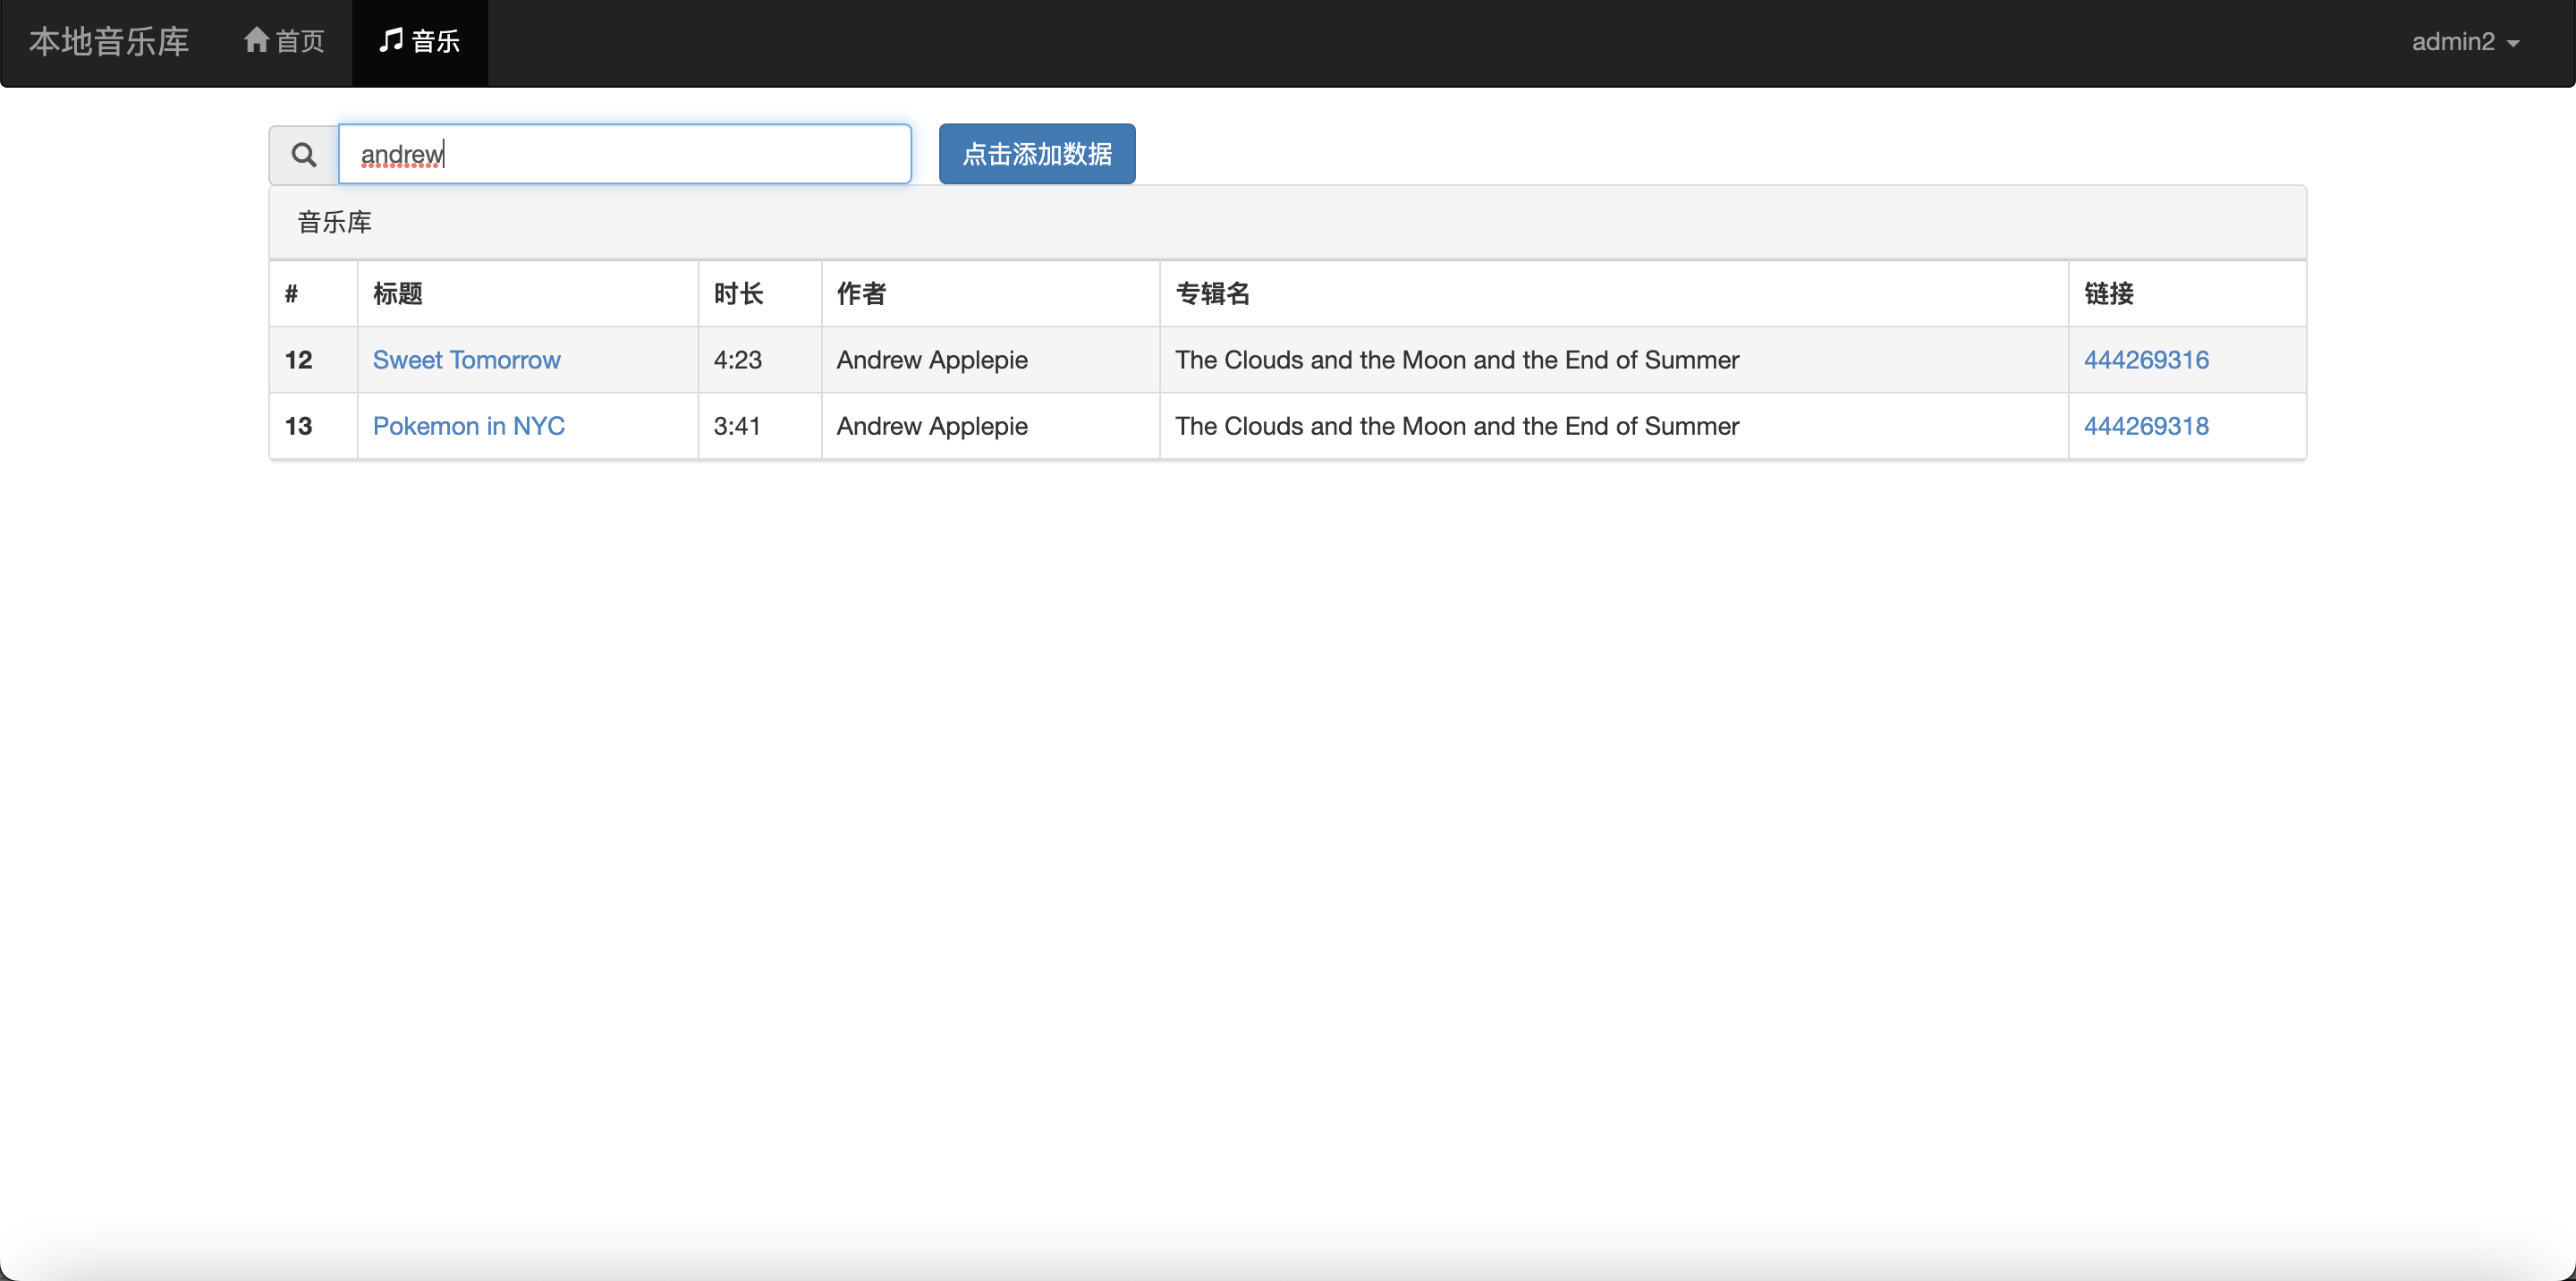 本地音乐库 首页 音乐 admin2
andrew 点击添加数据
音乐库
# 标题 时长 作者 专辑名 链接
12 Sweet Tomorrow 4:23 Andrew Applepie The Clouds and the Moon and the End of Summer 444269316
13 Pokemon in NYC 3:41 Andrew Applepie The Clouds and the Moon and the End of Summer 444269318